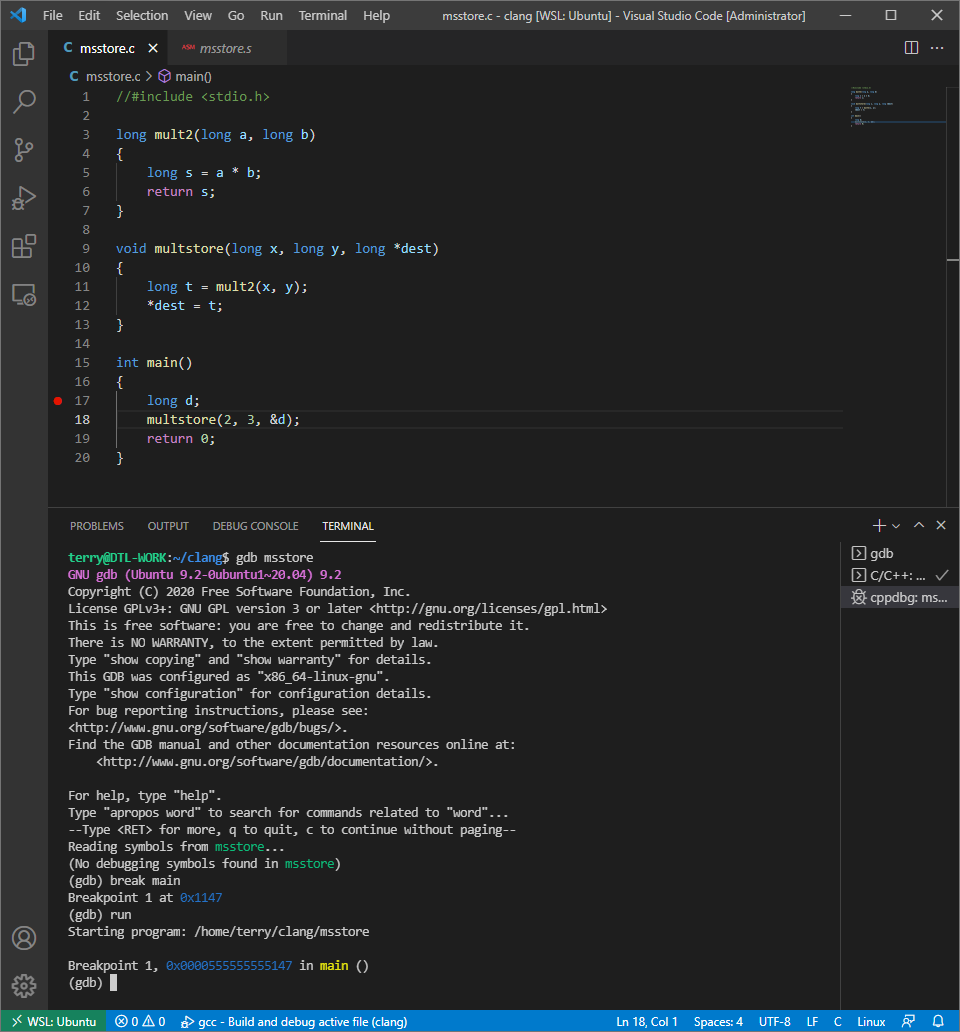 File Edit Selection View Go Run Terminal Help msstore.c - clang [WSL: Ubuntu] - Visual Studio Code [Administrator]
C msstore.c ASM msstore.s
C msstore.c > main()
1 //#include <stdio.h>
2
3 long mult2(long a, long b)
4 {
5 long s = a * b;
6 return s;
7 }
8
9 void multstore(long x, long y, long *dest)
10 {
11 long t = mult2(x, y);
12 *dest = t;
13 }
14
15 int main()
16 {
17 long d;
18 multstore(2, 3, &d);
19 return 0;
20 }
PROBLEMS OUTPUT DEBUG CONSOLE TERMINAL
terry@DTL-WORK:~/clang$ gdb msstore
GNU gdb (Ubuntu 9.2-0ubuntu1~20.04) 9.2
Copyright (C) 2020 Free Software Foundation, Inc.
License GPLv3+: GNU GPL version 3 or later <http://gnu.org/licenses/gpl.html>
This is free software: you are free to change and redistribute it.
There is NO WARRANTY, to the extent permitted by law.
Type "show copying" and "show warranty" for details.
This GDB was configured as "x86_64-linux-gnu".
Type "show configuration" for configuration details.
For bug reporting instructions, please see:
<http://www.gnu.org/software/gdb/bugs/>.
Find the GDB manual and other documentation resources online at:
<http://www.gnu.org/software/gdb/documentation/>.
For help, type "help".
Type "apropos word" to search for commands related to "word"...
--Type <RET> for more, q to quit, c to continue without paging--
Reading symbols from msstore...
(No debugging symbols found in msstore)
(gdb) break main
Breakpoint 1 at 0x1147
(gdb) run
Starting program: /home/terry/clang/msstore
Breakpoint 1, 0x0000555555555147 in main ()
(gdb)
gdb
C/C++: ...
cppdbg: ms...
WSL: Ubuntu 0 0 gcc - Build and debug active file (clang) Ln 18, Col 1 Spaces: 4 UTF-8 LF C Linux